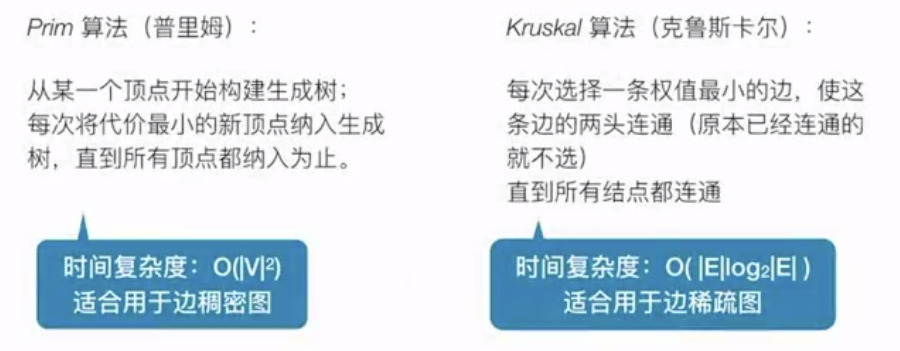 Prim 算法（普里姆）：
从某一个顶点开始构建生成树；
每次将代价最小的新顶点纳入生成
树，直到所有顶点都纳入为止。
时间复杂度：O(|V|²)
适合用于边稠密图
Kruskal 算法（克鲁斯卡尔）：
每次选择一条权值最小的边，使这
条边的两头连通（原本已经连通的
就不选）
直到所有结点都连通
时间复杂度：O( |E|log₂|E| )
适合用于边稀疏图